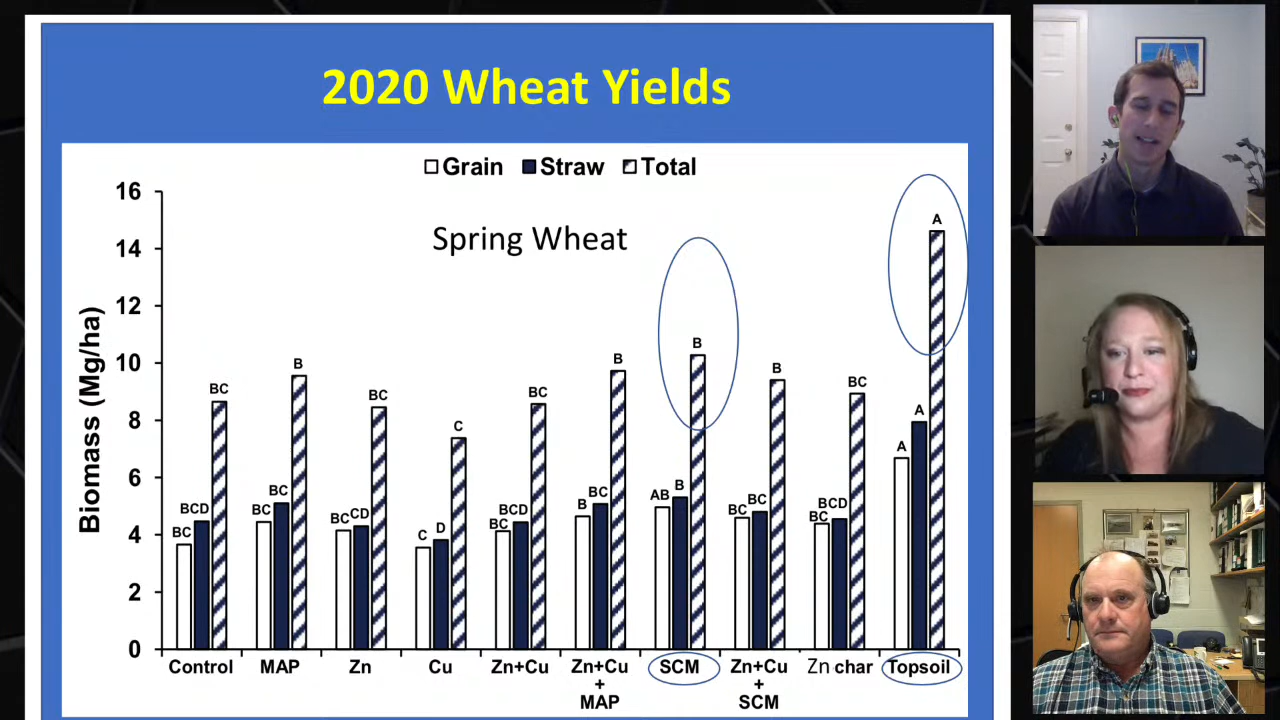 2020 Wheat Yields
Grain Straw Total
Spring Wheat
Biomass (Mg/ha)
16
14
12
10
8
6
4
2
0
BC BCD BC
BC BC B
BC CD BC
C D C
BC BCD BC
B BC B
AB B B
BC BC B
BC BCD BC
A A A
Control MAP Zn Cu Zn+Cu Zn+Cu + MAP SCM Zn+Cu + SCM Zn char Topsoil